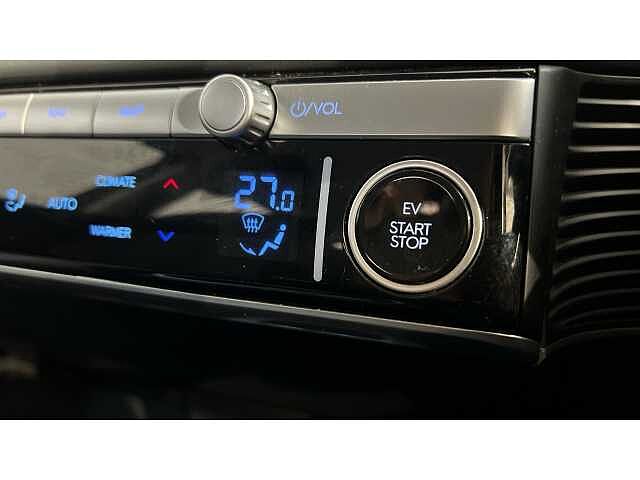 ⏻/VOL
CLIMATE
27.0
AUTO
WARMER
EV
START
STOP